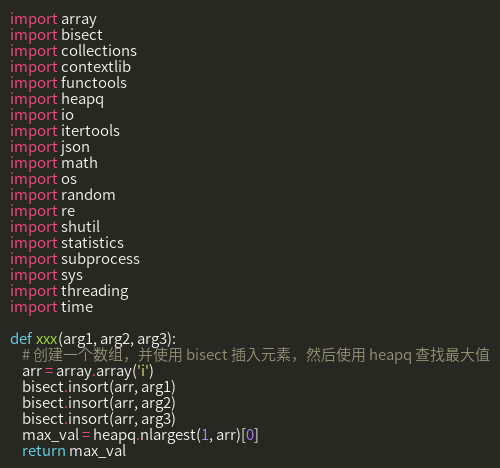 import array
import bisect
import collections
import contextlib
import functools
import heapq
import io
import itertools
import json
import math
import os
import random
import re
import shutil
import statistics
import subprocess
import sys
import threading
import time

def xxx(arg1, arg2, arg3):
    # 创建一个数组，并使用 bisect 插入元素，然后使用 heapq 查找最大值
    arr = array.array('i')
    bisect.insort(arr, arg1)
    bisect.insort(arr, arg2)
    bisect.insort(arr, arg3)
    max_val = heapq.nlargest(1, arr)[0]
    return max_val